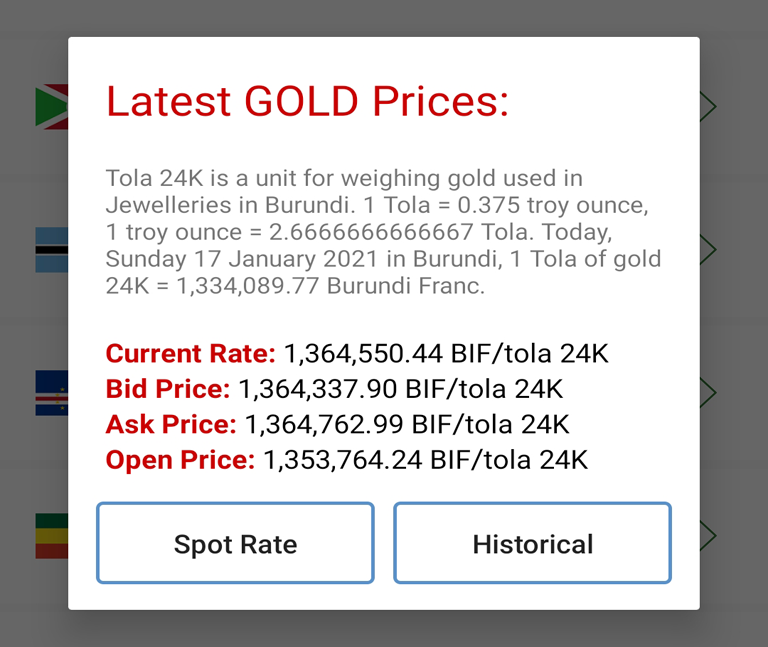 Latest GOLD Prices:
Tola 24K is a unit for weighing gold used in
Jewelleries in Burundi. 1 Tola = 0.375 troy ounce,
1 troy ounce = 2.6666666666667 Tola. Today,
Sunday 17 January 2021 in Burundi, 1 Tola of gold
24K = 1,334,089.77 Burundi Franc.
Current Rate: 1,364,550.44 BIF/tola 24K
Bid Price: 1,364,337.90 BIF/tola 24K
Ask Price: 1,364,762.99 BIF/tola 24K
Open Price: 1,353,764.24 BIF/tola 24K
Spot Rate
Historical